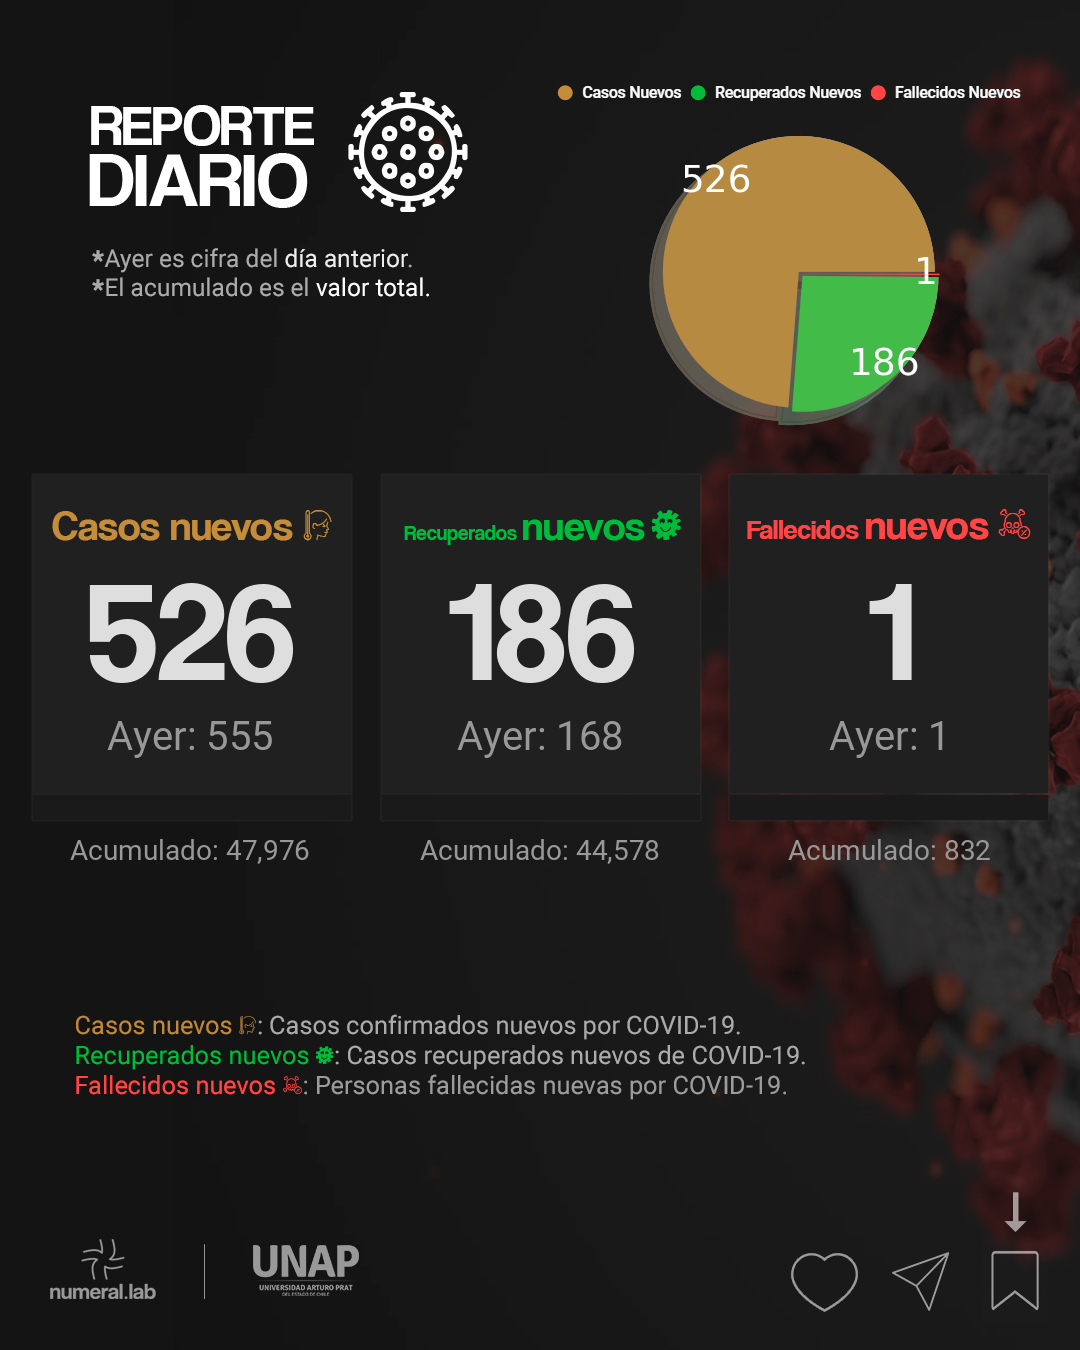 REPORTE
DIARIO
*Ayer es cifra del día anterior.
*El acumulado es el valor total.
Casos Nuevos Recuperados Nuevos Fallecidos Nuevos
526
1
186
Casos nuevos
526
Ayer: 555
Acumulado: 47,976
Recuperados nuevos
186
Ayer: 168
Acumulado: 44,578
Fallecidos nuevos
1
Ayer: 1
Acumulado: 832
Casos nuevos : Casos confirmados nuevos por COVID-19.
Recuperados nuevos : Casos recuperados nuevos de COVID-19.
Fallecidos nuevos : Personas fallecidas nuevas por COVID-19.
numeral.lab
UNAP
UNIVERSIDAD ARTURO PRAT
DEL ESTADO DE CHILE